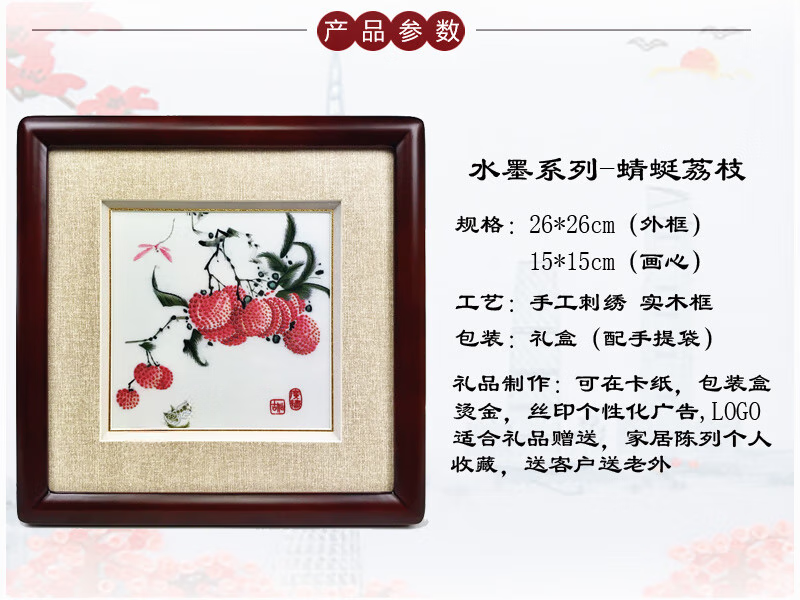 产品参数
水墨系列-蜻蜓荔枝
规格：26*26cm（外框）
15*15cm（画心）
工艺：手工刺绣 实木框
包装：礼盒（配手提袋）
礼品制作：可在卡纸，包装盒
烫金，丝印个性化广告,LOGO
适合礼品赠送，家居陈列个人
收藏，送客户送老外